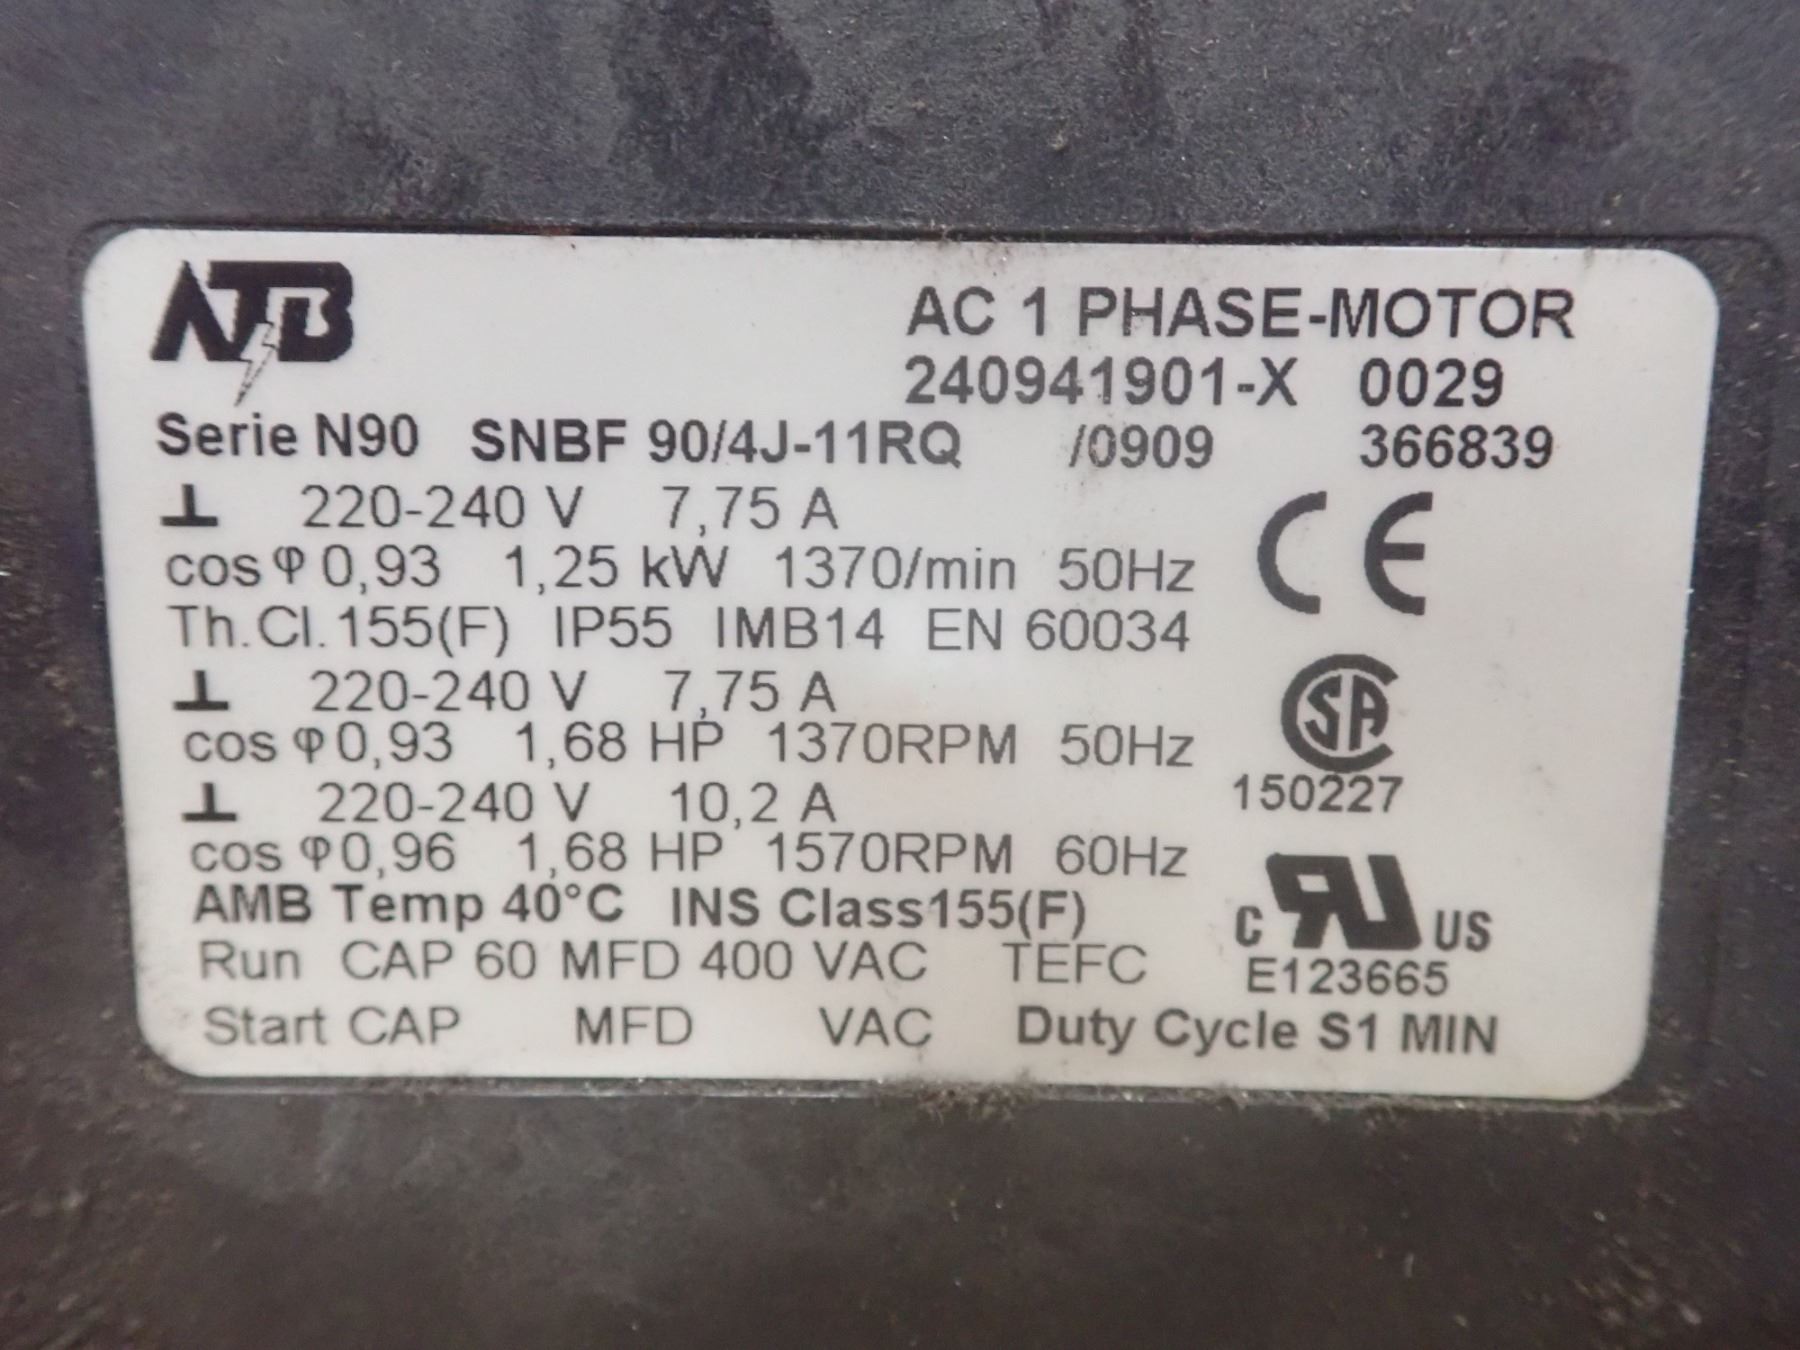 ATB
AC 1 PHASE-MOTOR
240941901-X 0029
Serie N90 SNBF 90/4J-11RQ /0909 366839
⊥ 220-240 V 7,75 A
CE
cos φ 0,93 1,25 kW 1370/min 50Hz
Th.Cl.155(F) IP55 IMB14 EN 60034
⊥ 220-240 V 7,75 A
SA
cos φ 0,93 1,68 HP 1370RPM 50Hz
150227
⊥ 220-240 V 10,2 A
cos φ 0,96 1,68 HP 1570RPM 60Hz
AMB Temp 40°C INS Class155(F)
C RU US
Run CAP 60 MFD 400 VAC TEFC
E123665
Start CAP MFD VAC Duty Cycle S1 MIN